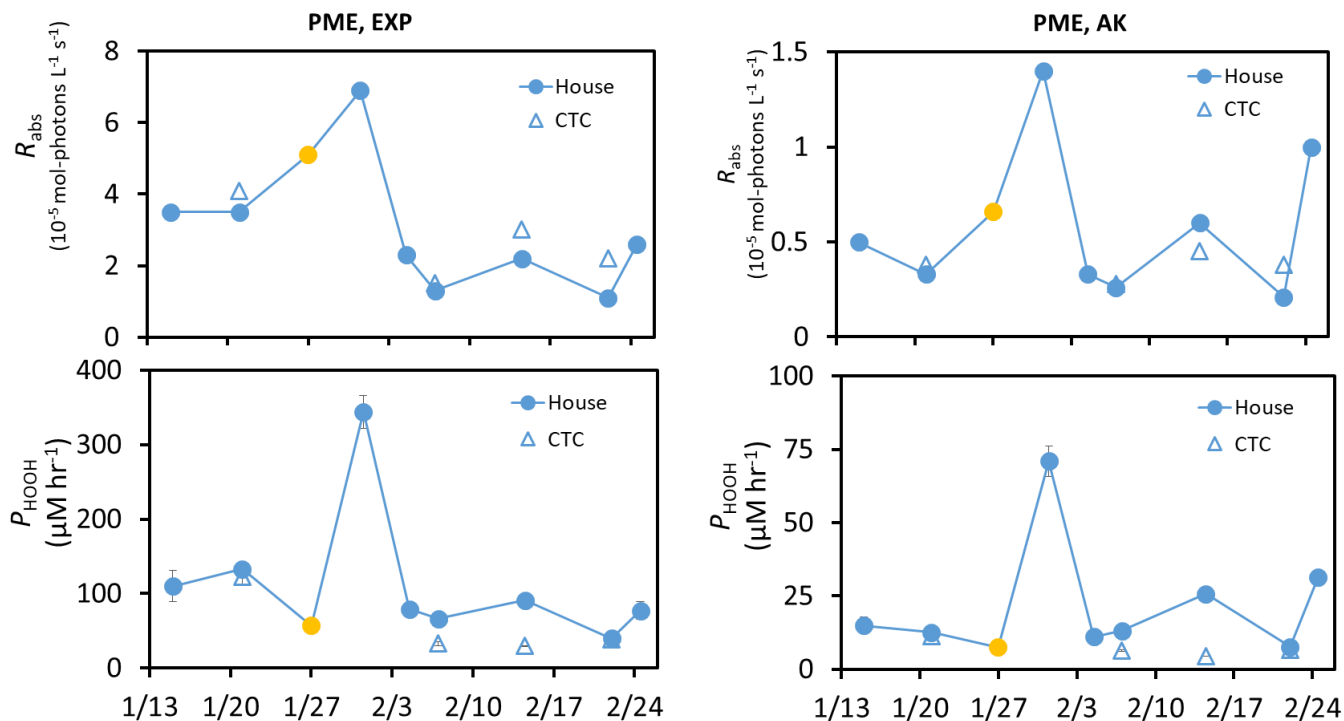 PME, EXP
8
6
4
2
0
R_abs
(10⁻⁵ mol-photons L⁻¹ s⁻¹)
House
CTC
PME, AK
1.5
1
0.5
0
R_abs
(10⁻⁵ mol-photons L⁻¹ s⁻¹)
House
CTC
400
300
200
100
0
P_HOOH
(µM hr⁻¹)
House
CTC
1/13 1/20 1/27 2/3 2/10 2/17 2/24
100
75
50
25
0
P_HOOH
(µM hr⁻¹)
House
CTC
1/13 1/20 1/27 2/3 2/10 2/17 2/24